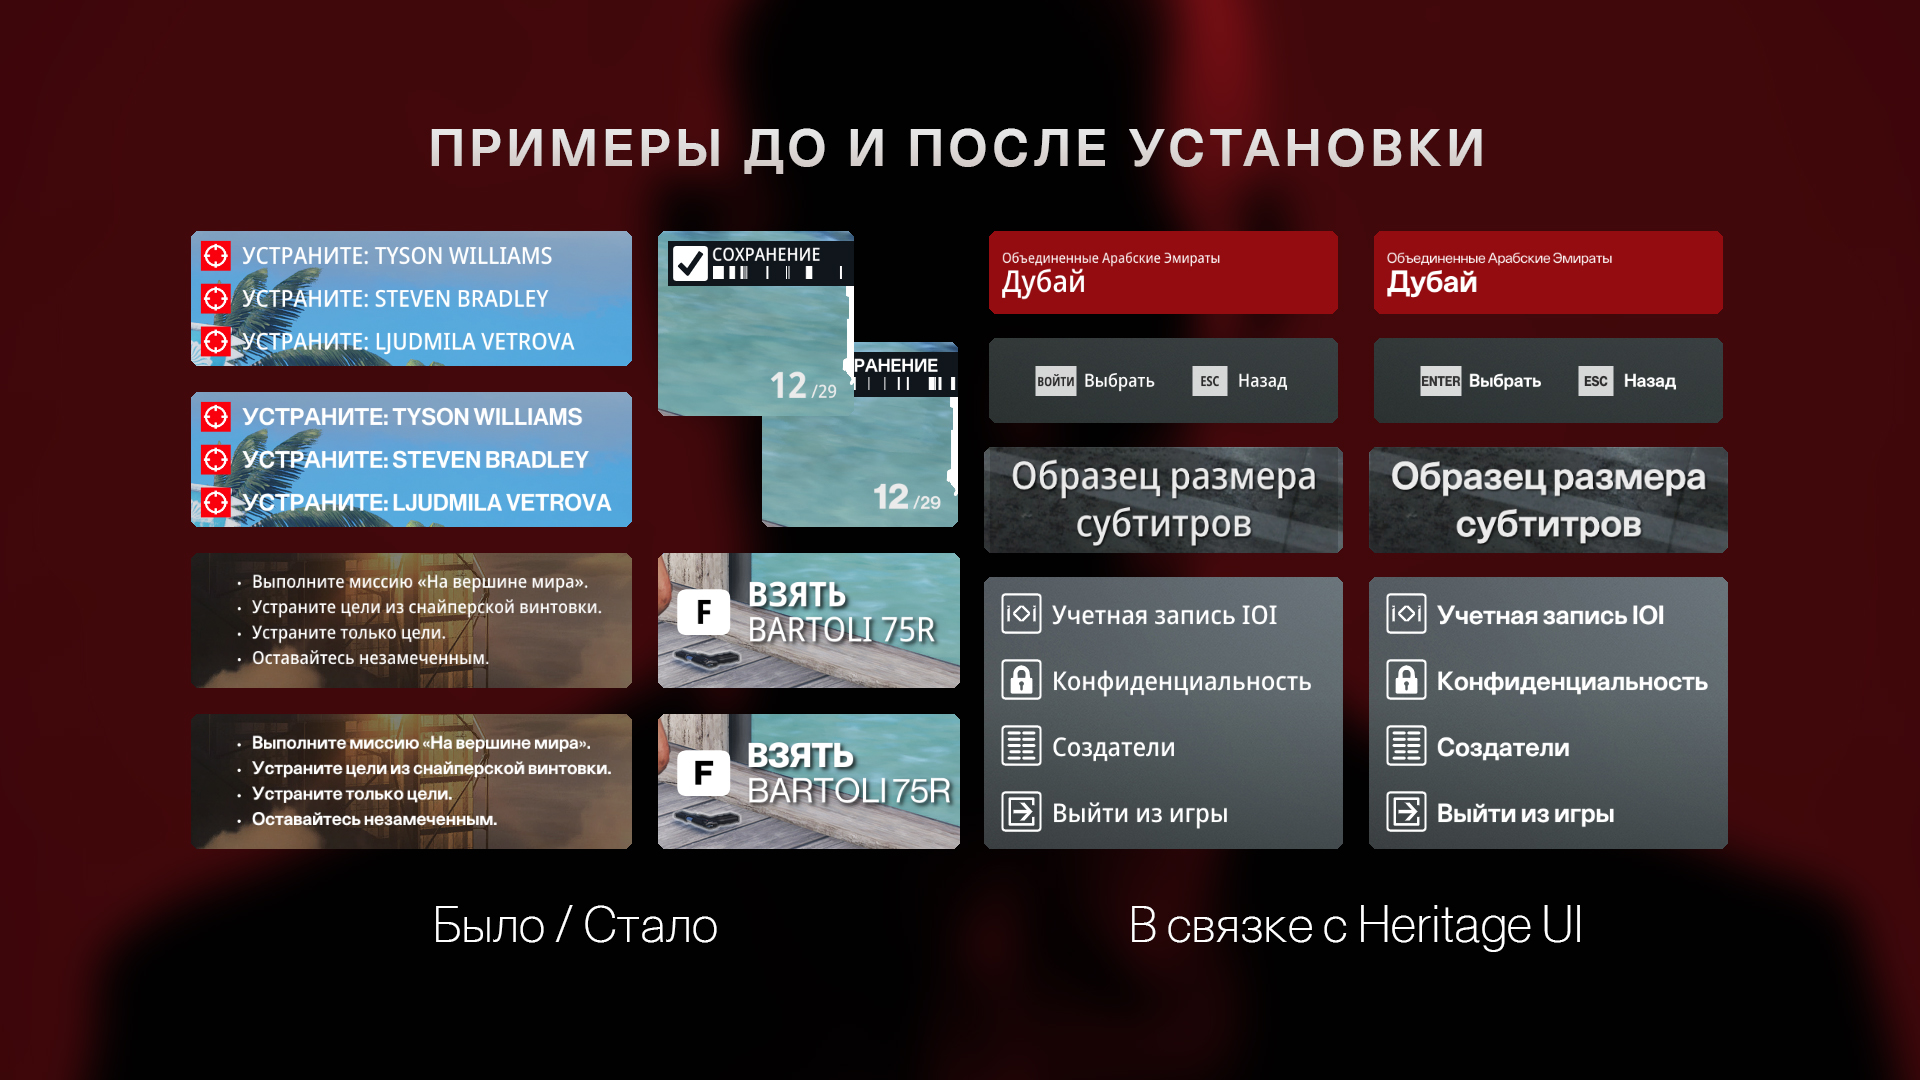 ПРИМЕРЫ ДО И ПОСЛЕ УСТАНОВКИ
УСТРАНИТЕ: TYSON WILLIAMS
УСТРАНИТЕ: STEVEN BRADLEY
УСТРАНИТЕ: LJUDMILA VETROVA
УСТРАНИТЕ: TYSON WILLIAMS
УСТРАНИТЕ: STEVEN BRADLEY
УСТРАНИТЕ: LJUDMILA VETROVA
• Выполните миссию «На вершине мира».
• Устраните цели из снайперской винтовки.
• Устраните только цели.
• Оставайтесь незамеченным.
• Выполните миссию «На вершине мира».
• Устраните цели из снайперской винтовки.
• Устраните только цели.
• Оставайтесь незамеченным.
СОХРАНЕНИЕ
12 /29
РАНЕНИЕ
12 /29
F ВЗЯТЬ
BARTOLI 75R
F ВЗЯТЬ
BARTOLI 75R
Объединенные Арабские Эмираты
Дубай
ВОЙТИ Выбрать ESC Назад
Образец размера
субтитров
Учетная запись IOI
Конфиденциальность
Создатели
Выйти из игры
Объединенные Арабские Эмираты
Дубай
ENTER Выбрать ESC Назад
Образец размера
субтитров
Учетная запись IOI
Конфиденциальность
Создатели
Выйти из игры
Было / Стало
В связке с Heritage UI